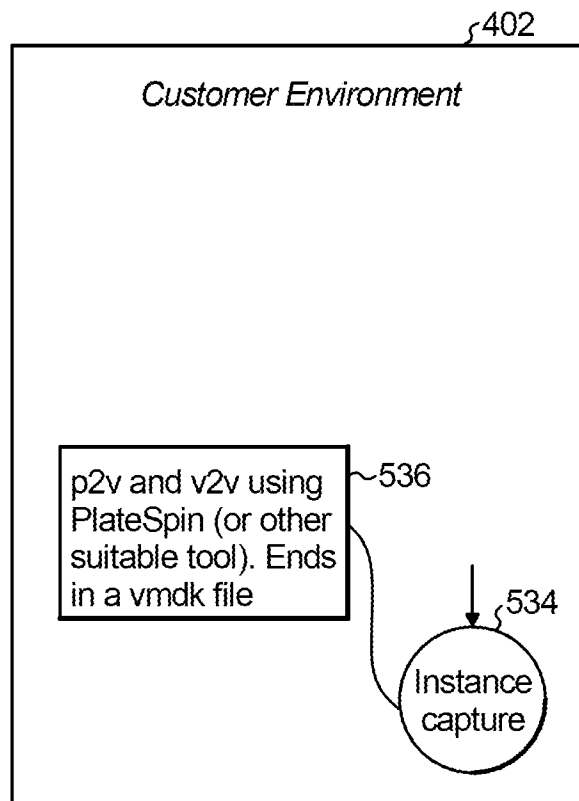 402
Customer Environment
p2v and v2v using
PlateSpin (or other
suitable tool). Ends
in a vmdk file
536
534
Instance
capture